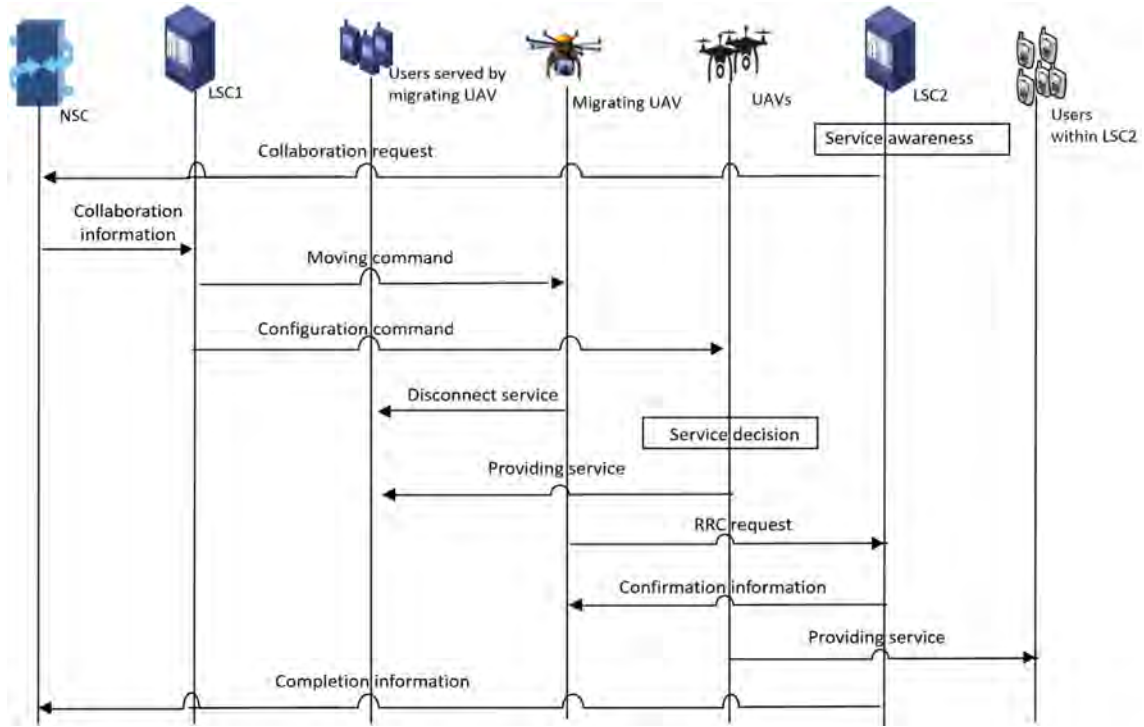 NSC
LSC1
Users served by
migrating UAV
Migrating UAV
UAVs
LSC2
Users
within LSC2
Service awareness
Collaboration request
Collaboration
information
Moving command
Configuration command
Disconnect service
Service decision
Providing service
RRC request
Confirmation information
Providing service
Completion information